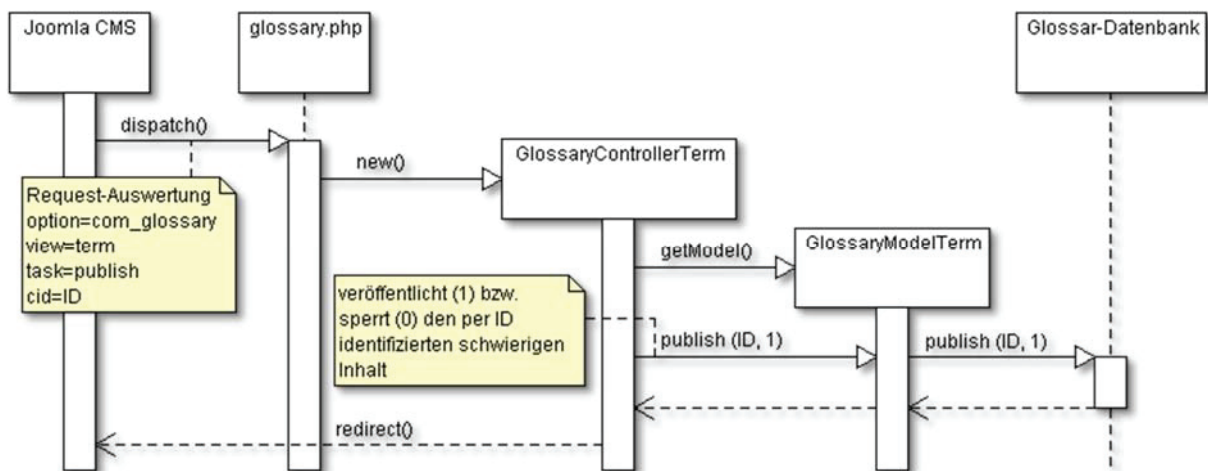 Joomla CMS
glossary.php
Glossar-Datenbank
dispatch()
new()
GlossaryControllerTerm
Request-Auswertung
option=com_glossary
view=term
task=publish
cid=ID
getModel()
GlossaryModelTerm
veröffentlicht (1) bzw.
sperrt (0) den per ID
identifizierten schwierigen
Inhalt
publish (ID, 1)
publish (ID, 1)
redirect()